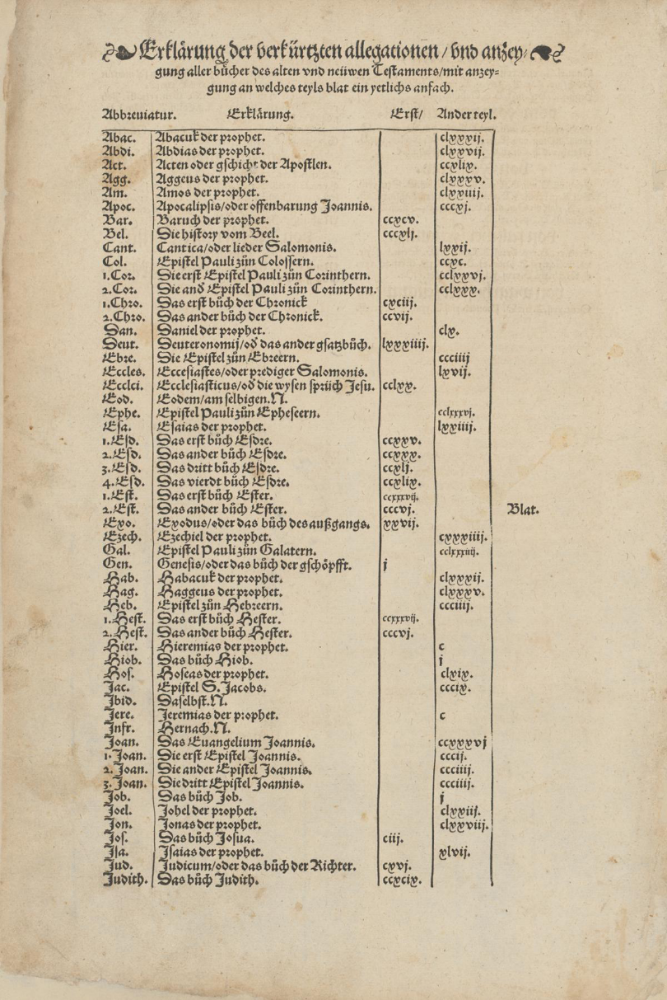 Erklärung der verkürtzten allegationen / vnd anzey-
gung aller bücher des alten vnd neüwen Testaments/mit anzey=
gung an welches teyls blat ein yetlichs anfach.
Abbreviatur. Erklärung. Erst/ Ander teyl.
Abac. Abacuk der prophet. clxxxij.
Abdi. Abdias der prophet. clxxvij.
Act. Acten oder gschicht der Apostlen. ccxlix.
Agg. Aggeus der prophet. clxxxv.
Am. Amos der prophet. clxxiiij.
Apoc. Apocalipsis/oder offenbarung Joannis. cccxj.
Bar. Baruch der prophet. ccxcv.
Bel. Die history vom Beel. cccxlj.
Cant. Cantica/oder lieder Salomonis. lxxij.
Col. Epistel Pauli zůn Colossern. ccxc.
1.Cor. Die erst Epistel Pauli zůn Corinthern. cclxxvj.
2.Cor. Die and Epistel Pauli zůn Corinthern. cclxxx.
1.Chro. Das erst bůch der Chronick cxciij.
2.Chro. Das ander bůch der Chronick. ccvij.
Dan. Daniel der prophet. clx.
Deut. Deuteronomij/od das ander gsatzbůch. lxxxiiij.
Ebre. Die Epistel zůn Ebreern. ccciiij
Eccles. Eccesiastes/oder prediger Salomonis. lxvij.
Ecclci. Ecclesiasticus/od die wysen sprüch Jesu. cclxx.
Eod. Eodem/am selbigen.N.
Ephe. Epistel Pauli zůn Epheseern. cclxxxvj.
Esa. Esaias der prophet. lxxiiij.
1.Esd. Das erst bůch Esdre. ccxxv.
2.Esd. Das ander bůch Esdre. ccxxx.
3.Esd. Das dritt bůch Esdre. ccxlj.
4.Esd. Das vierdt bůch Esdre. ccxlix.
1.Est. Das erst bůch Ester. ccxxxvij.
2.Est. Das ander bůch Ester. cccvj. Blat.
Exo. Exodus/oder das bůch des außgangs. xxvij.
Ezech. Ezechiel der prophet. cxxxiiij.
Gal. Epistel Pauli zůn Galatern. cclxxxiiij.
Gen. Genesis/oder das bůch der gschöpfft. j
Hab. Habacuk der prophet. clxxxij.
Hag. Haggeus der prophet. clxxxv.
Heb. Epistel zůn Hebreern. ccciiij.
1.Hest. Das erst bůch Hester. ccxxxvij.
2.Hest. Das ander bůch Hester. cccvj.
Hier. Hieremias der prophet. c
Hiob. Das bůch Hiob. j
Hos. Hoseas der prophet. clxix.
Jac. Epistel S. Jacobs. cccix.
Ibid. Daselbst.N.
Jere. Jeremias der prophet. c
Infr. Hernach.N.
Joan. Das Euangelium Joannis. ccxxxvj
1.Joan. Die erst Epistel Joannis. cccij.
2.Joan. Die ander Epistel Joannis. ccciiij.
3.Joan. Die dritt Epistel Joannis. ccciiij.
Job. Das bůch Job. j
Joel. Johel der prophet. clxxiij.
Jon. Jonas der prophet. clxxviij.
Jos. Das bůch Josua. ciij.
Isa. Isaias der prophet. xlvij.
Jud. Judicum/oder das bůch der Richter. cxvj.
Judith. Das bůch Judith. ccxcix.